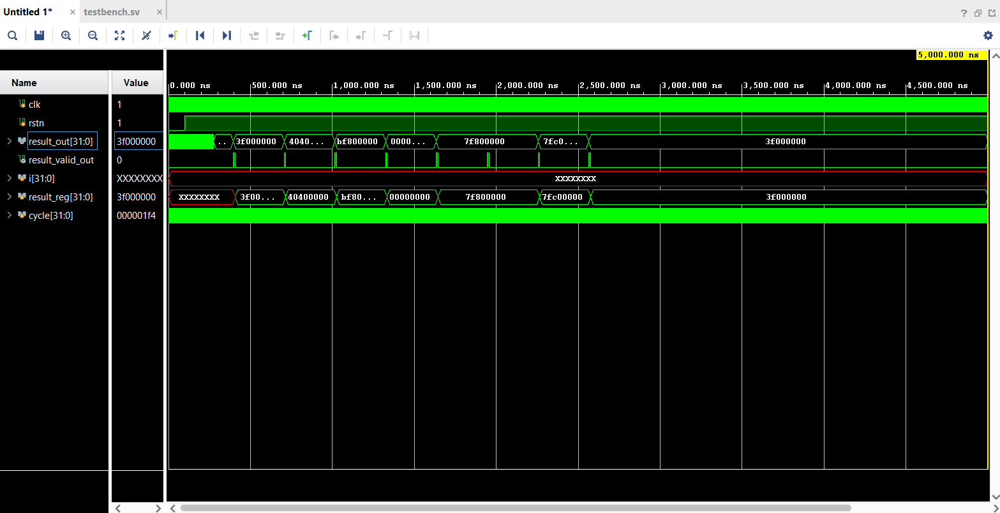 Untitled 1* × testbench.sv ×
?
5,000.000 ns
Name Value 0.000 ns 500.000 ns 1,000.000 ns 1,500.000 ns 2,000.000 ns 2,500.000 ns 3,000.000 ns 3,500.000 ns 4,000.000 ns 4,500.000 ns
clk 1
rstn 1
result_out[31:0] 3f000000 .. 3f000000 4040... bf800000 0000... 7f800000 7fc0... 3f000000
result_valid_out 0
i[31:0] XXXXXXXX XXXXXXXX
result_reg[31:0] 3f000000 XXXXXXXX 3f00... 40400000 bf80... 00000000 7f800000 7fc00000 3f000000
cycle[31:0] 000001f4